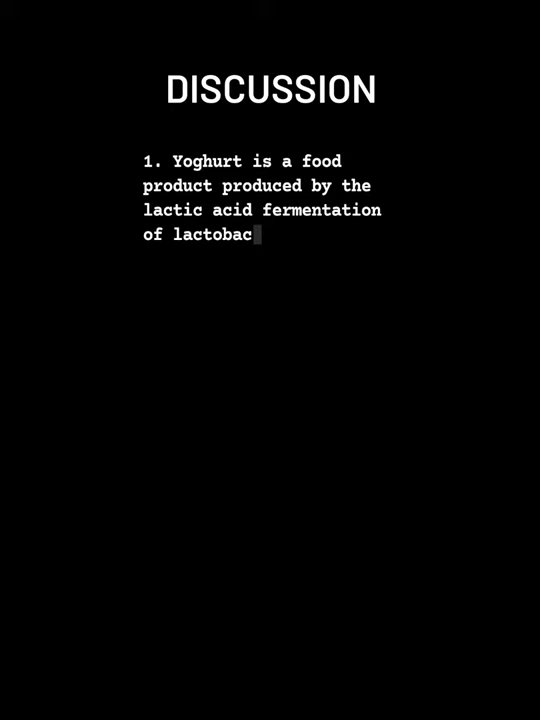 DISCUSSION
1. Yoghurt is a food
product produced by the
lactic acid fermentation
of lactobac